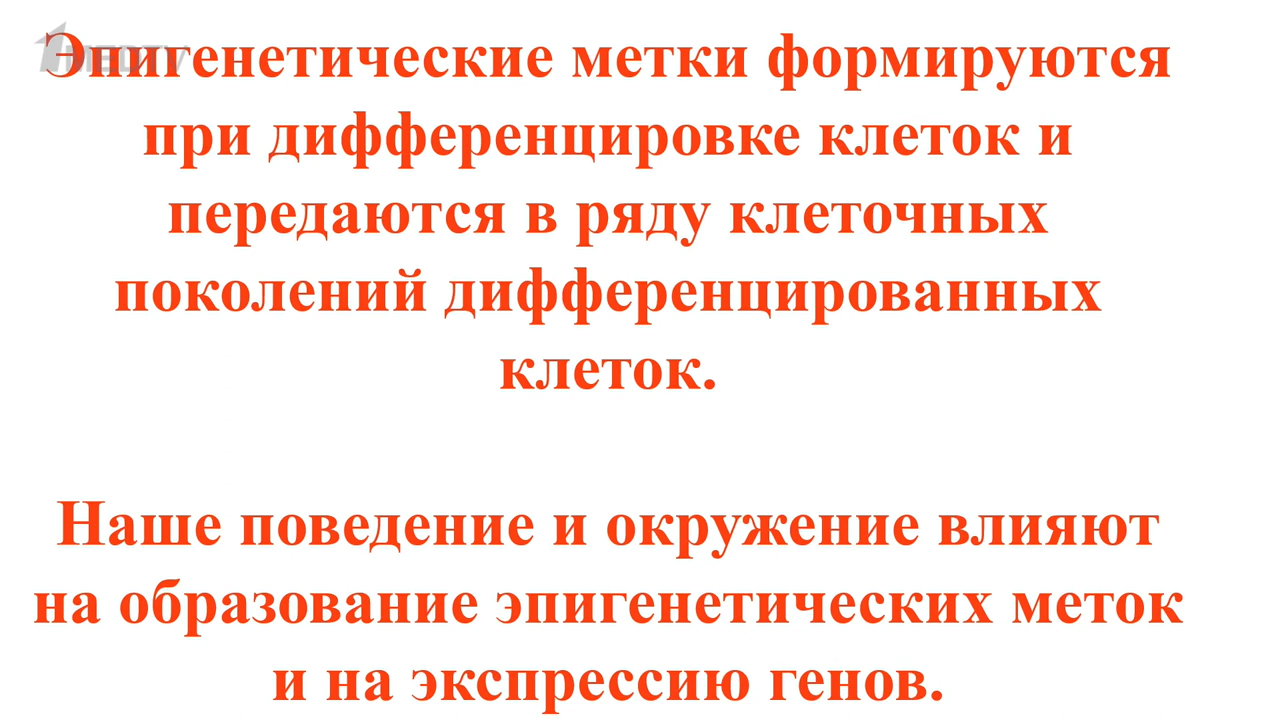 1MEDTV
Эпигенетические метки формируются
при дифференцировке клеток и
передаются в ряду клеточных
поколений дифференцированных
клеток.
Наше поведение и окружение влияют
на образование эпигенетических меток
и на экспрессию генов.